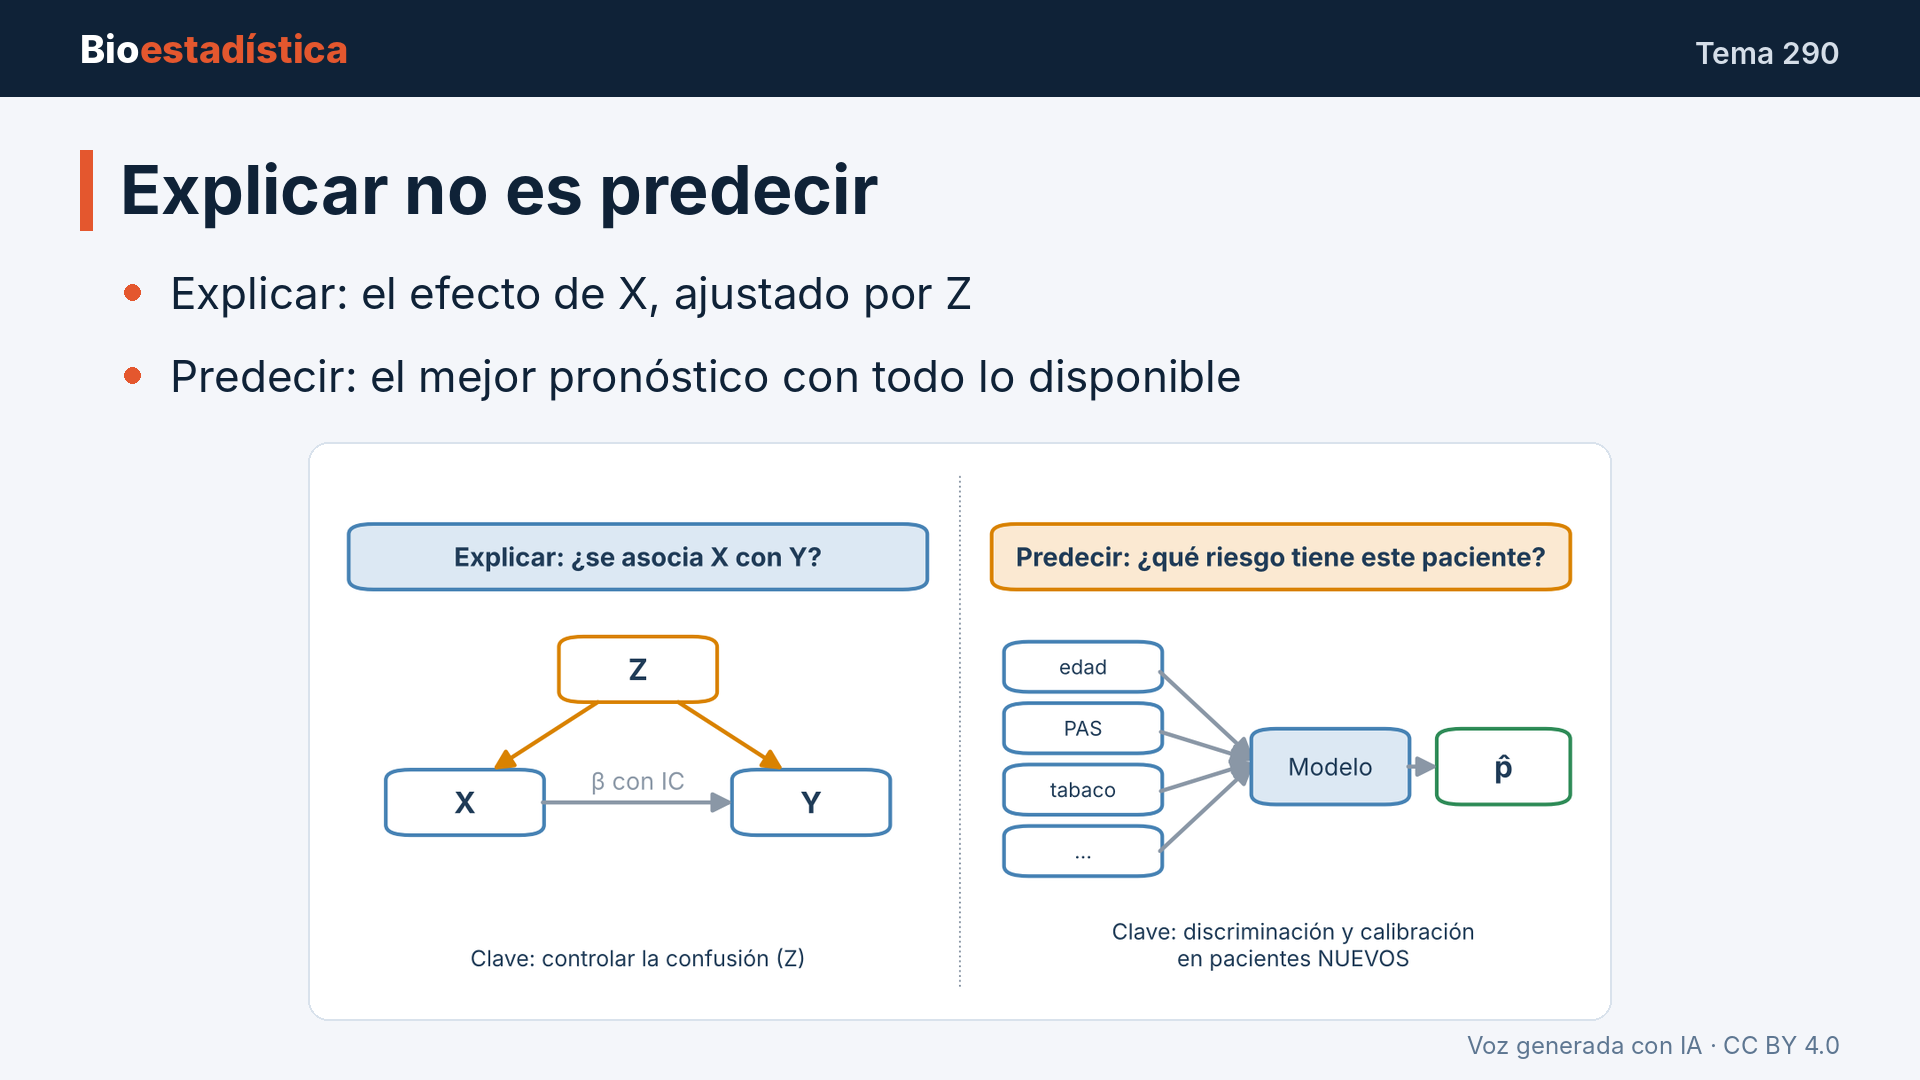 Bioestadística
Tema 290
Explicar no es predecir
Explicar: el efecto de X, ajustado por Z
Predecir: el mejor pronóstico con todo lo disponible
Explicar: ¿se asocia X con Y?
Z
β con IC
X
Y
Clave: controlar la confusión (Z)
Predecir: ¿qué riesgo tiene este paciente?
edad
PAS
tabaco
...
Modelo
p̂
Clave: discriminación y calibración
en pacientes NUEVOS
Voz generada con IA · CC BY 4.0